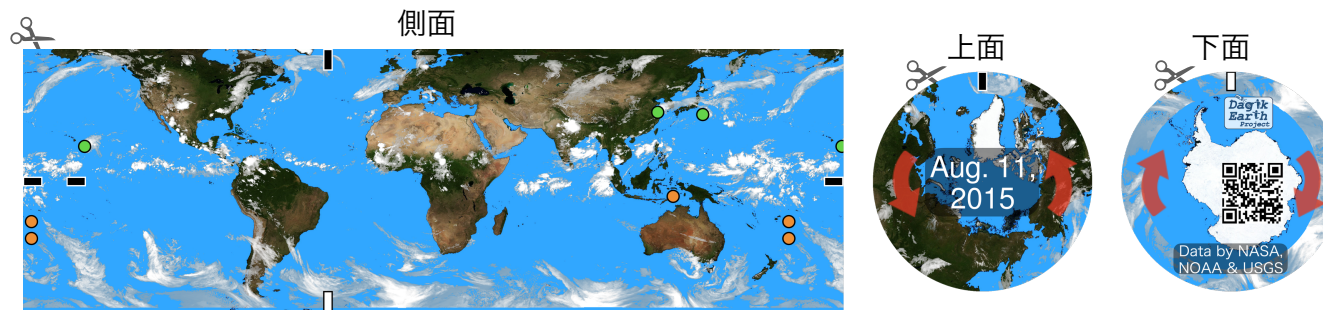 側面
上面
下面
Aug. 11,
2015
Dagik
Earth
Project
Data by NASA,
NOAA & USGS